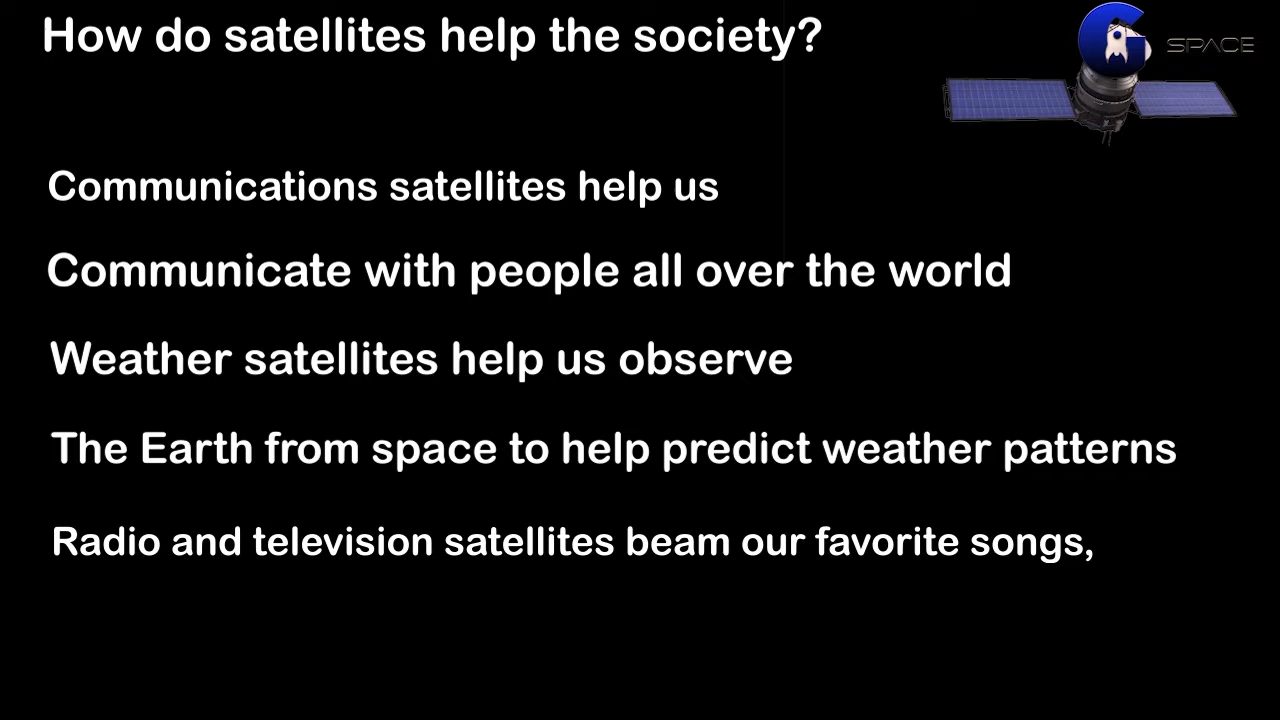 How do satellites help the society?
SPACE
Communications satellites help us
Communicate with people all over the world
Weather satellites help us observe
The Earth from space to help predict weather patterns
Radio and television satellites beam our favorite songs,